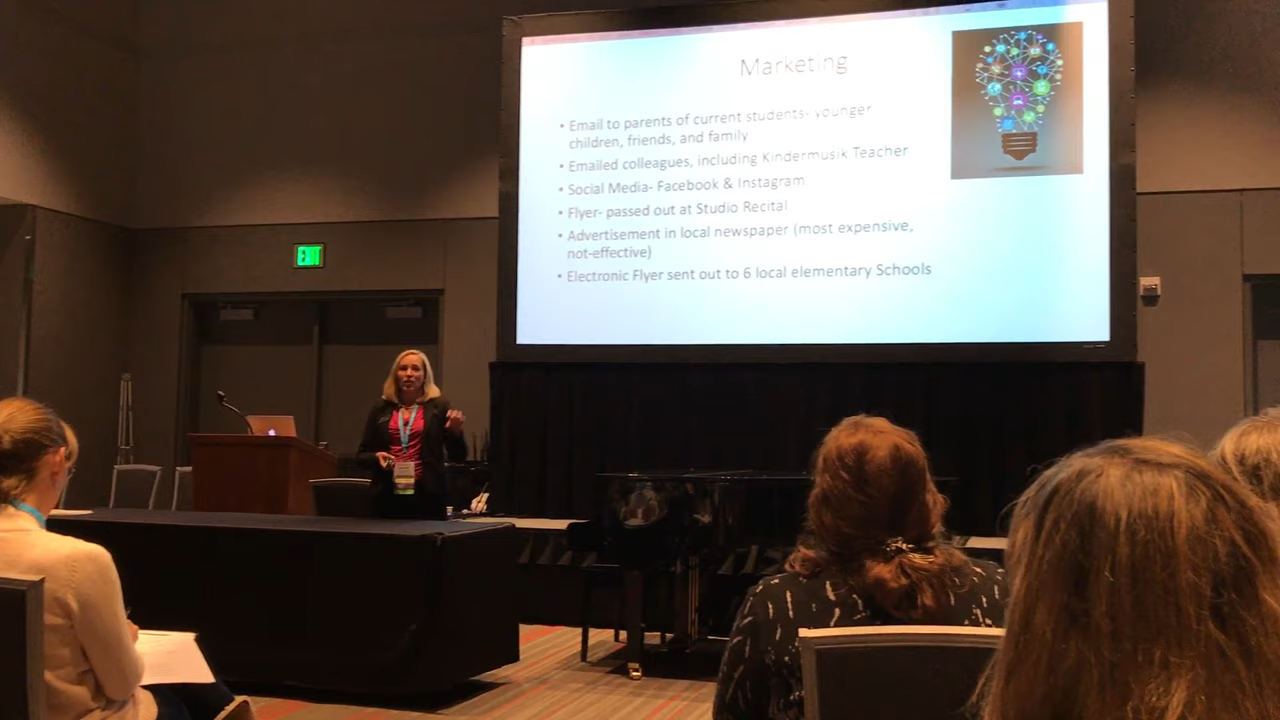 Marketing
• Email to parents of current students- younger
children, friends, and family
• Emailed colleagues, including Kindermusik Teacher
• Social Media- Facebook & Instagram
• Flyer- passed out at Studio Recital
• Advertisement in local newspaper (most expensive,
not-effective)
• Electronic Flyer sent out to 6 local elementary Schools
EXIT